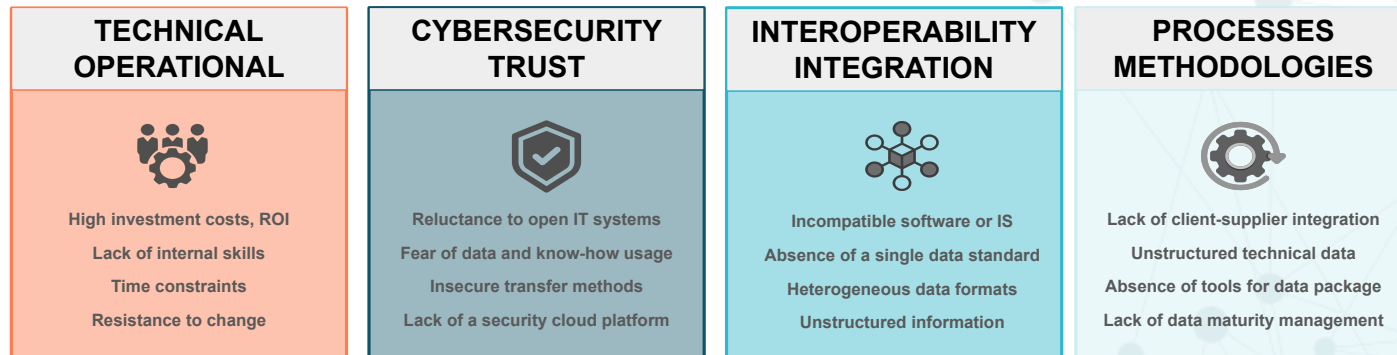 TECHNICAL
OPERATIONAL
High investment costs, ROI
Lack of internal skills
Time constraints
Resistance to change
CYBERSECURITY
TRUST
Reluctance to open IT systems
Fear of data and know-how usage
Insecure transfer methods
Lack of a security cloud platform
INTEROPERABILITY
INTEGRATION
Incompatible software or IS
Absence of a single data standard
Heterogeneous data formats
Unstructured information
PROCESSES
METHODOLOGIES
Lack of client-supplier integration
Unstructured technical data
Absence of tools for data package
Lack of data maturity management